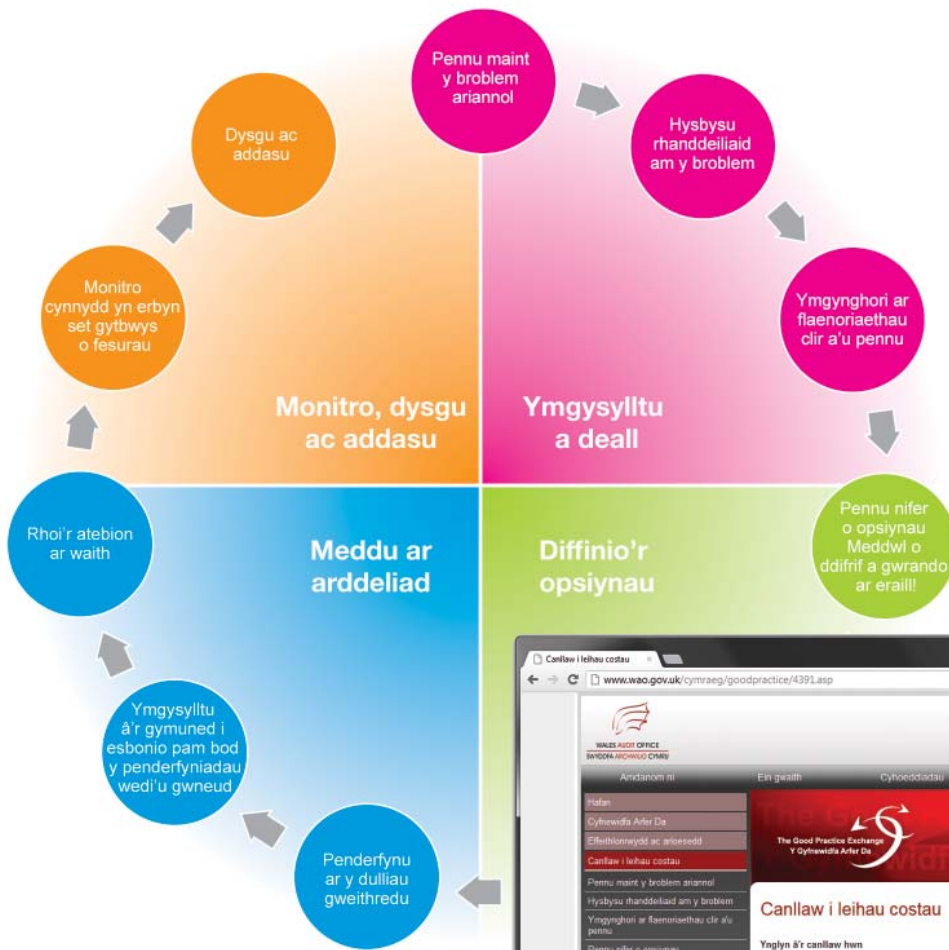 Pennu maint
y broblem
ariannol
Hysbysu
rhanddeiliaid
am y broblem
Ymgynghori ar
flaenoriaethau
clir a'u pennu
Pennu nifer
o opsiynau
Meddwl o
ddifrif a gwrando
ar eraill!
Penderfynu
ar y dulliau
gweithredu
Ymgysylltu
â'r gymuned i
esbonio pam bod
y penderfyniadau
wedi'u gwneud
Rhoi'r atebion
ar waith
Monitro
cynnydd yn erbyn
set gytbwys
o fesurau
Dysgu ac
addasu
Monitro, dysgu
ac addasu
Ymgysylltu
a deall
Meddu ar
arddeliad
Diffinio'r
opsiynau
Canllaw i leihau costau
www.wao.gov.uk/cymraeg/goodpractice/4391.asp
WALES AUDIT OFFICE
SWYDDFA ARCHWILIO CYMRU
Amdanom ni
Ein gwaith
Cyhoeddiadau
Hafan
Cyfnewidfa Arfer Da
Effeithlonrwydd ac arloesedd
Canllaw i leihau costau
Pennu maint y broblem ariannol
Hysbysu rhanddeiliaid am y broblem
Ymgynghori ar flaenoriaethau clir a'u
pennu
Pennu nifer o opsiynau
The Good Practice Exchange
Y Gyfnewidfa Arfer Da
Canllaw i leihau costau
Ynglyn â'r canllaw hwn